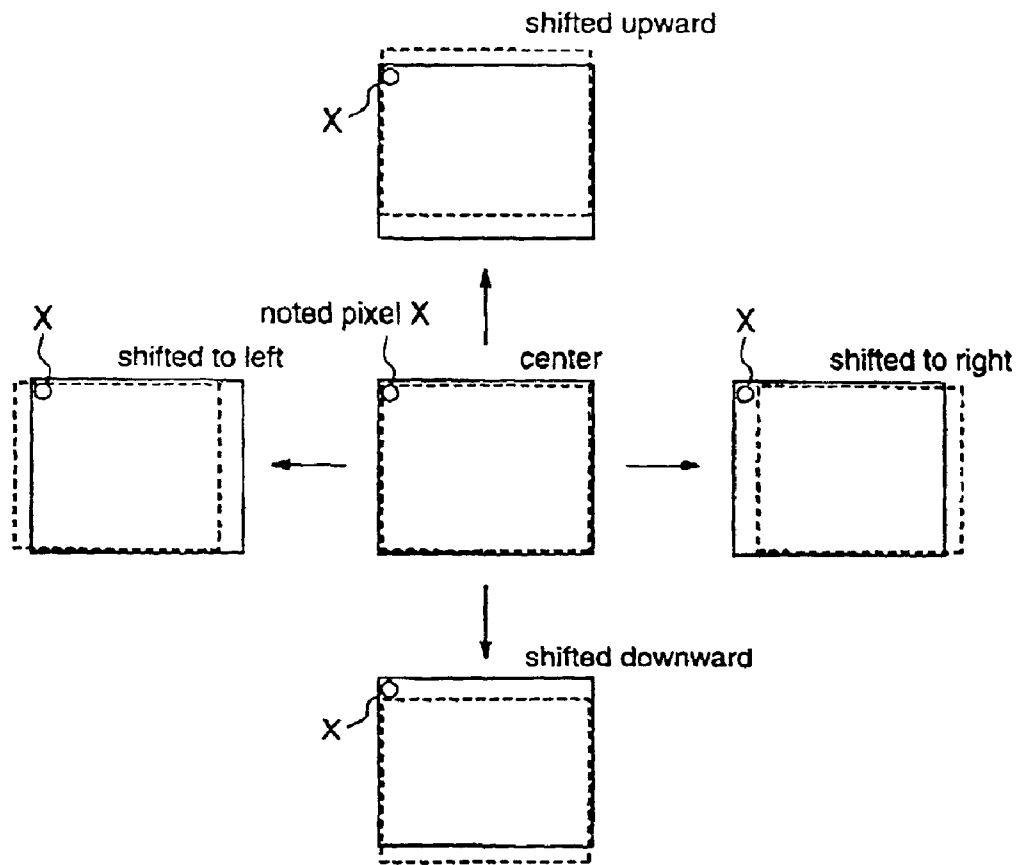 shifted upward
X
X
noted pixel X
X
shifted to left
center
shifted to right
shifted downward
X